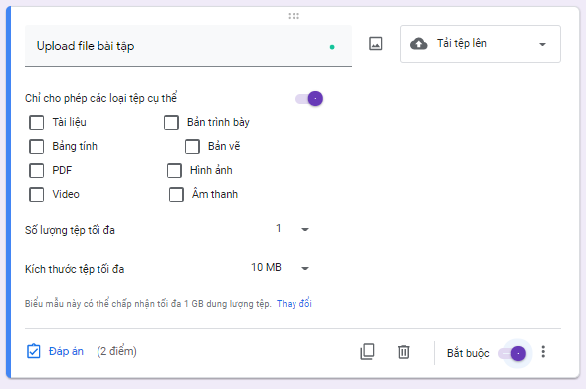 Upload file bài tập
Tải tệp lên
Chỉ cho phép các loại tệp cụ thể
Tài liệu Bản trình bày
Bảng tính Bản vẽ
PDF Hình ảnh
Video Âm thanh
Số lượng tệp tối đa 1
Kích thước tệp tối đa 10 MB
Biểu mẫu này có thể chấp nhận tối đa 1 GB dung lượng tệp. Thay đổi
Đáp án (2 điểm) Bắt buộc